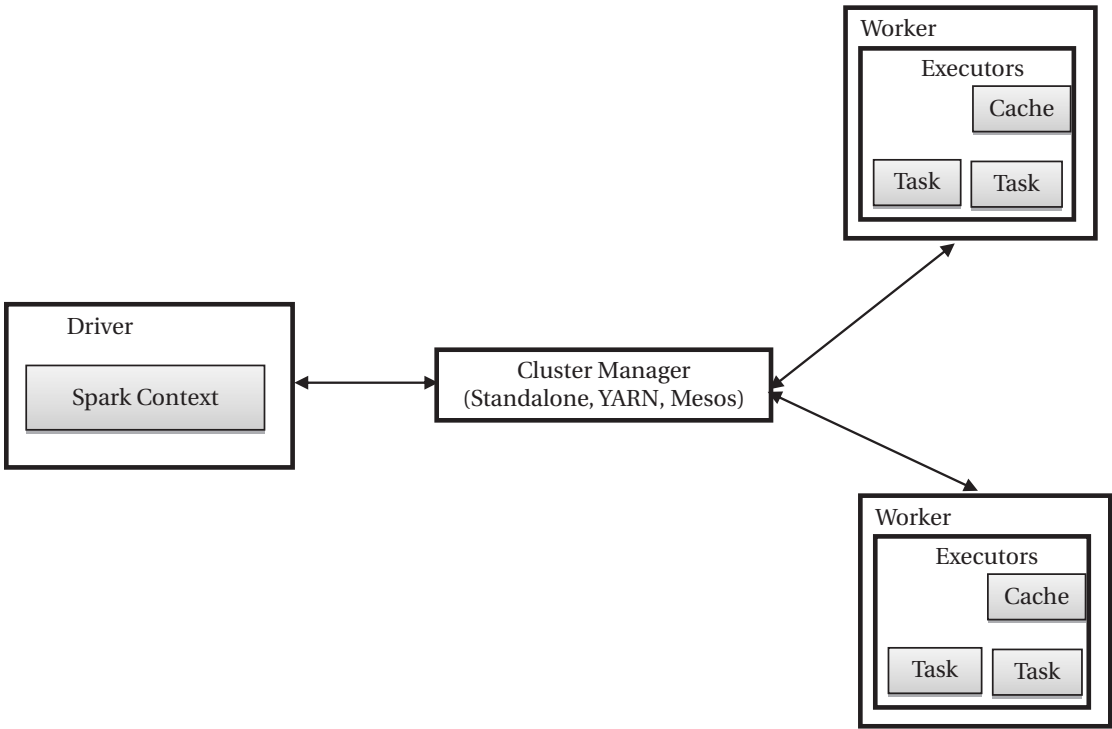 Worker
Executors
Cache
Task
Task
Driver
Spark Context
Cluster Manager
(Standalone, YARN, Mesos)
Worker
Executors
Cache
Task
Task